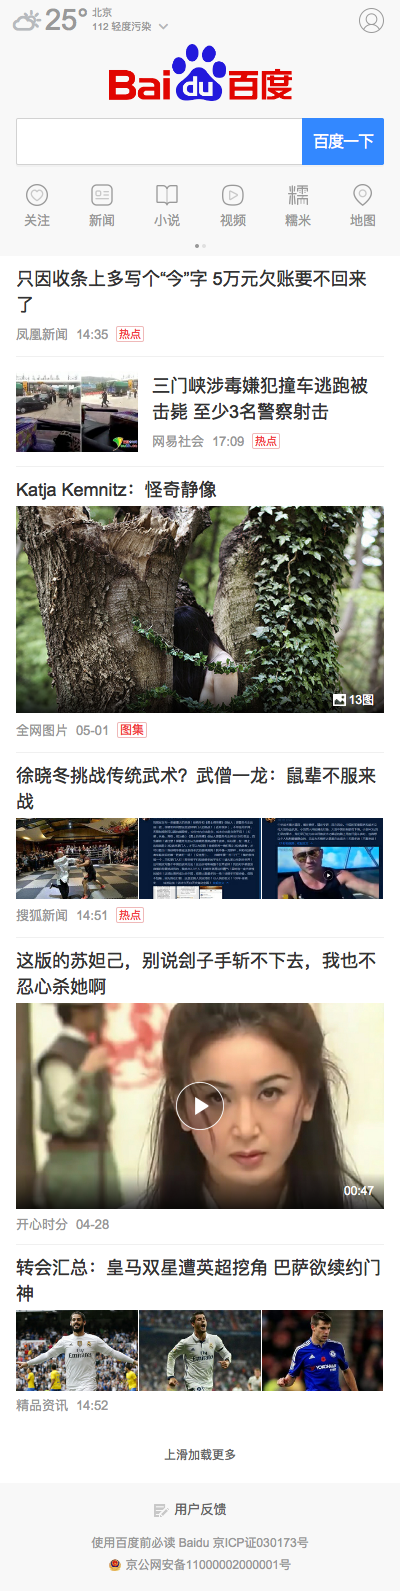 25°
北京
112 轻度污染
Bai du 百度
百度一下
关注
新闻
小说
视频
糯米
地图
只因收条上多写个“今”字 5万元欠账要不回来
了
凤凰新闻 14:35 热点
三门峡涉毒嫌犯撞车逃跑被
击毙 至少3名警察射击
网易社会 17:09 热点
Katja Kemnitz：怪奇静像
13图
全网图片 05-01 图集
徐晓冬挑战传统武术？武僧一龙：鼠辈不服来
战
搜狐新闻 14:51 热点
这版的苏妲己，别说刽子手斩不下去，我也不
忍心杀她啊
00:47
开心时分 04-28
转会汇总：皇马双星遭英超挖角 巴萨欲续约门
神
精品资讯 14:52
上滑加载更多
用户反馈
使用百度前必读 Baidu 京ICP证030173号
京公网安备11000002000001号